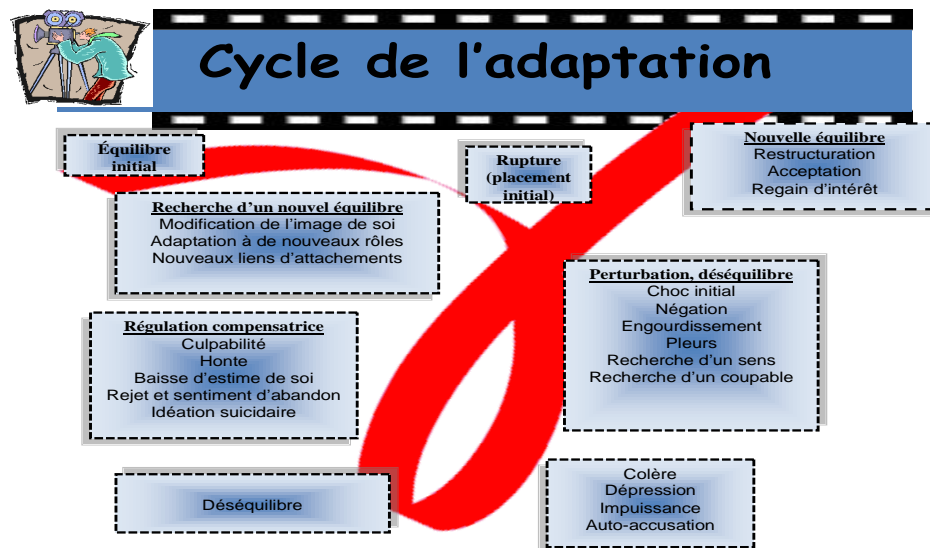 Cycle de l'adaptation
Équilibre
initial
Rupture
(placement
initial)
Nouvelle équilibre
Restructuration
Acceptation
Regain d'intérêt
Recherche d'un nouvel équilibre
Modification de l'image de soi
Adaptation à de nouveaux rôles
Nouveaux liens d'attachements
Perturbation, déséquilibre
Choc initial
Négation
Engourdissement
Pleurs
Recherche d'un sens
Recherche d'un coupable
Régulation compensatrice
Culpabilité
Honte
Baisse d'estime de soi
Rejet et sentiment d'abandon
Idéation suicidaire
Déséquilibre
Colère
Dépression
Impuissance
Auto-accusation